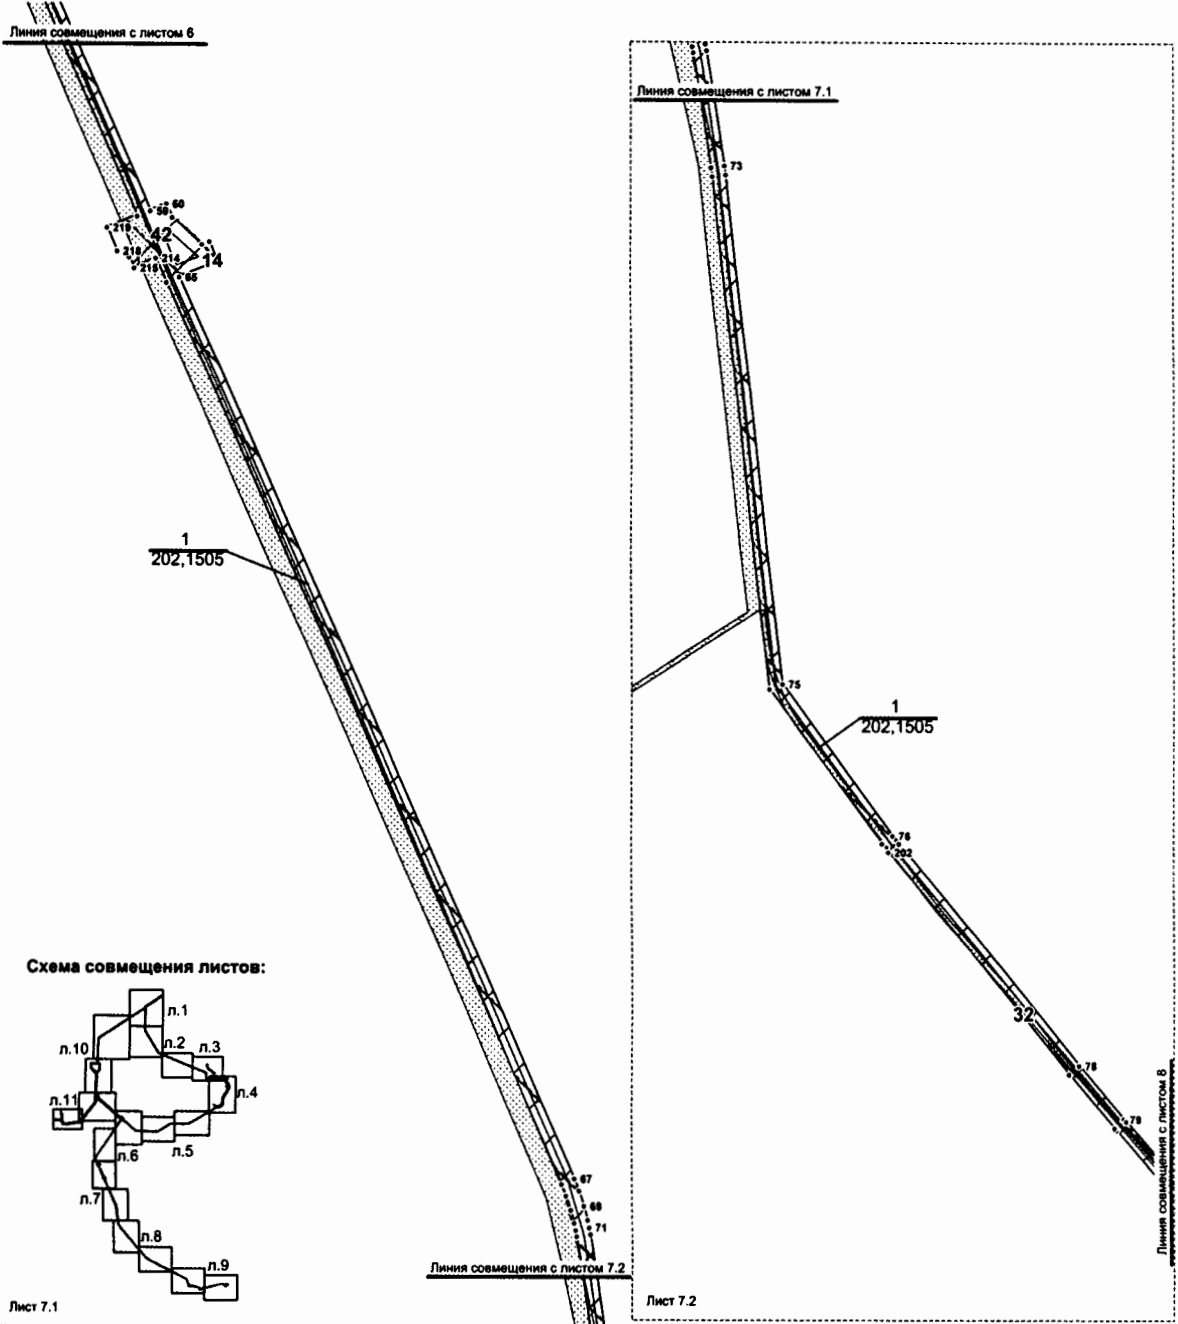 Линия совмещения с листом 6
60
59
219
42
218
214
14
215
66
1
202,1505
Схема совмещения листов:
л.1
л.10
л.2
л.3
л.4
л.11
л.5
л.6
л.7
л.8
л.9
67
69
71
Линия совмещения с листом 7.2
Лист 7.1
Линия совмещения с листом 7.1
73
75
1
202,1505
76
202
32
78
79
Линия совмещения с листом 8
Лист 7.2